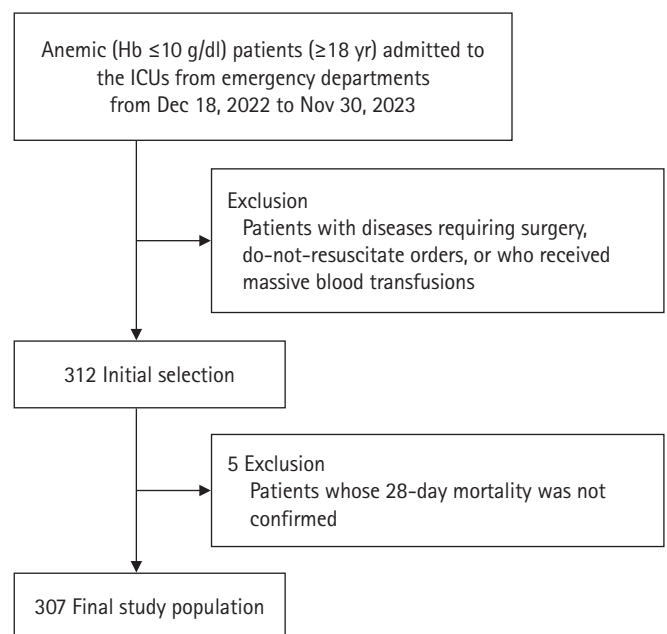 Anemic (Hb ≤10 g/dl) patients (≥18 yr) admitted to
the ICUs from emergency departments
from Dec 18, 2022 to Nov 30, 2023
Exclusion
Patients with diseases requiring surgery,
do-not-resuscitate orders, or who received
massive blood transfusions
312 Initial selection
5 Exclusion
Patients whose 28-day mortality was not
confirmed
307 Final study population